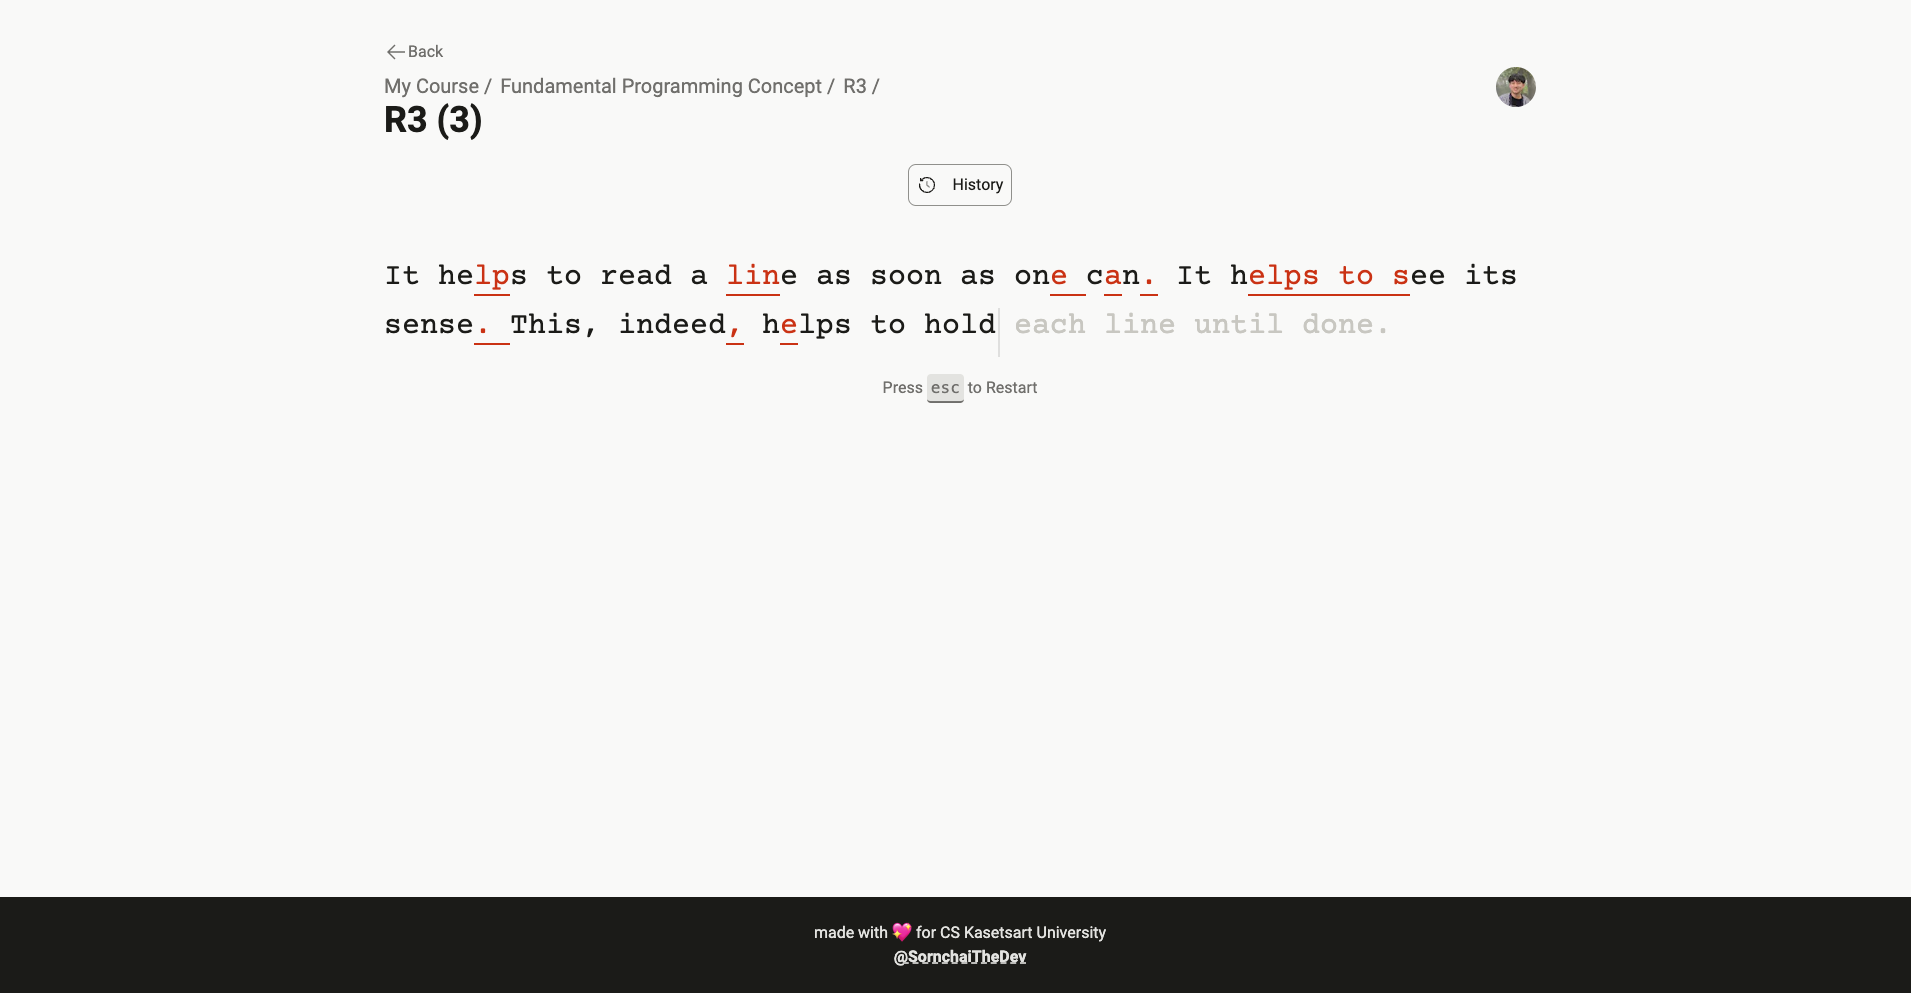 Back
My Course / Fundamental Programming Concept / R3 /
R3 (3)
History
It helps to read a line as soon as one can. It helps to see its
sense. This, indeed, helps to hold each line until done.
Press esc to Restart
made with 💖 for CS Kasetsart University
@SornchaiTheDev